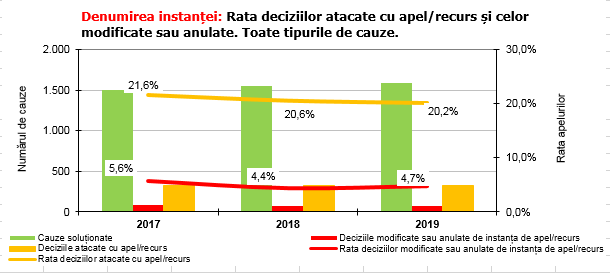 Denumirea instanței: Rata deciziilor atacate cu apel/recurs și celor
modificate sau anulate. Toate tipurile de cauze.
2.000
1.500
1.000
500
0
Numărul de cauze
30,0%
20,0%
10,0%
0,0%
Rata apelurilor
21,6%
20,6%
20,2%
5,6%
4,4%
4,7%
2017
2018
2019
Cauze soluționate
Deciziile atacate cu apel/recurs
Rata deciziilor atacate cu apel/recurs
Deciziile modificate sau anulate de instanța de apel/recurs
Rata deciziilor modificate sau anulate de instanța de apel/recurs